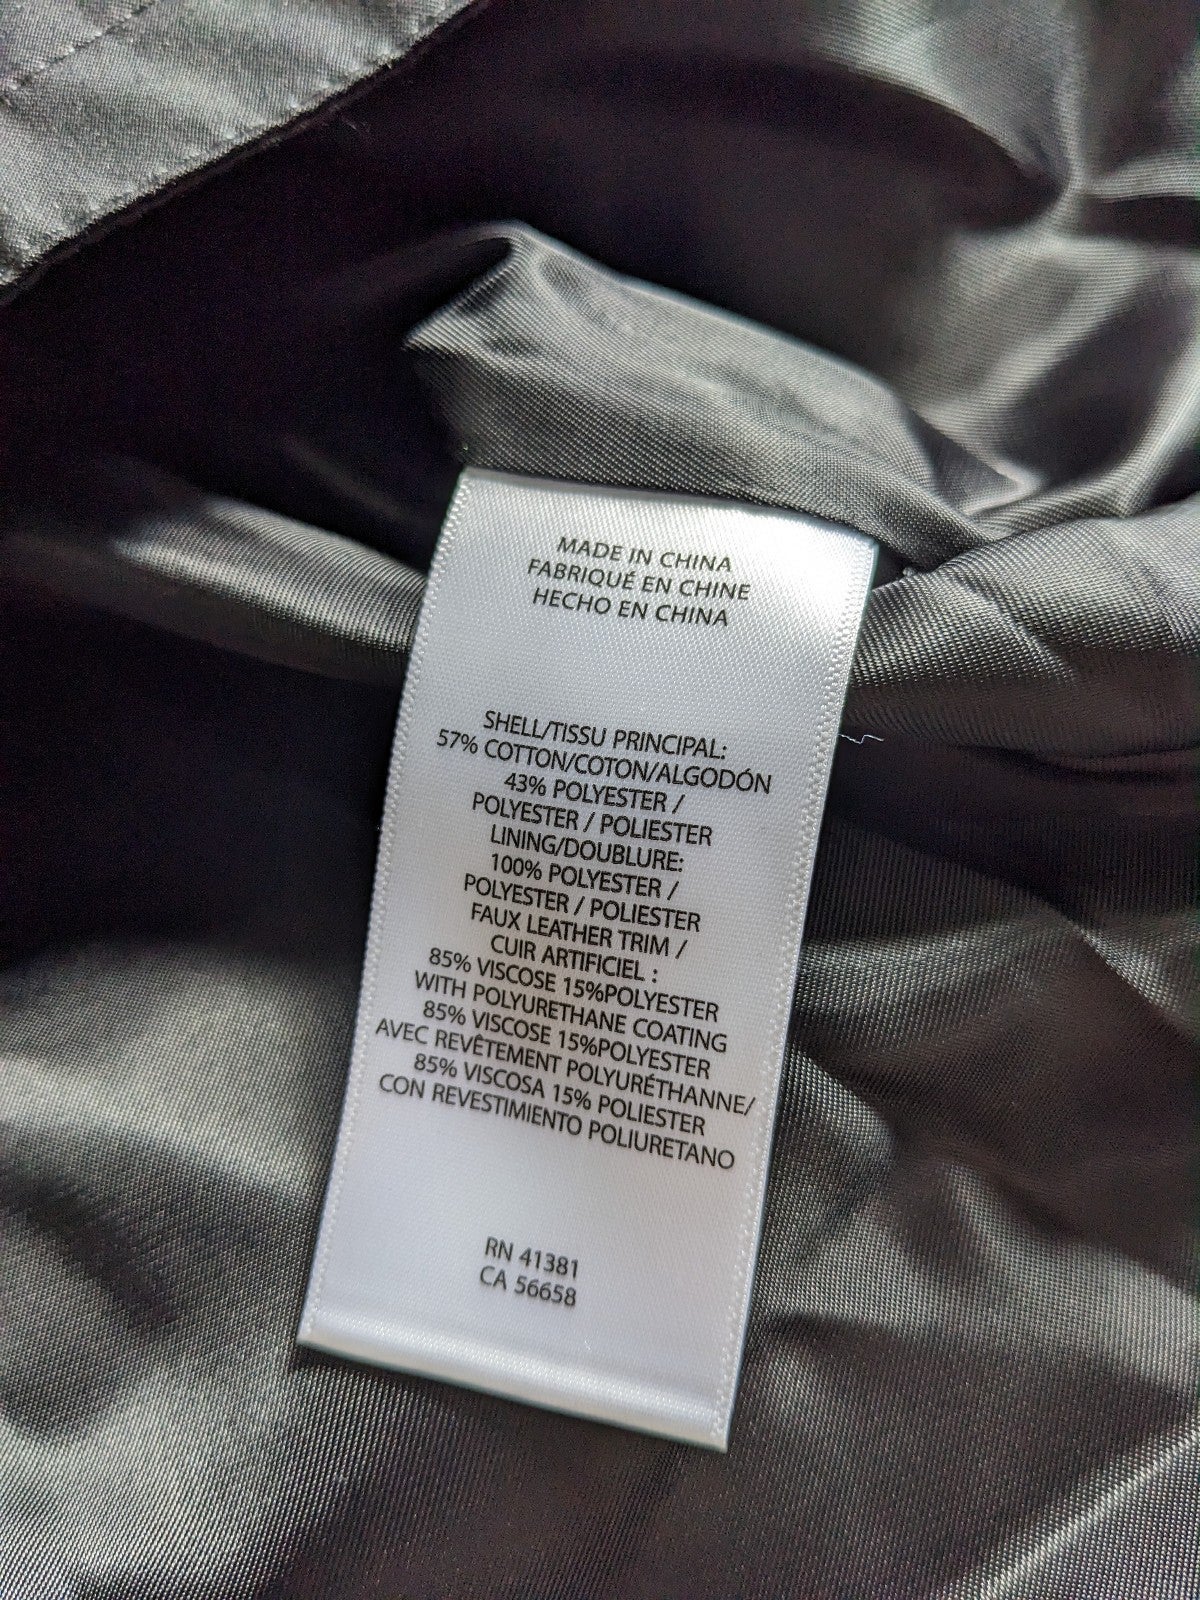 MADE IN CHINA
FABRIQUÉ EN CHINE
HECHO EN CHINA
SHELL/TISSU PRINCIPAL:
57% COTTON/COTON/ALGODÓN
43% POLYESTER /
POLYESTER / POLIESTER
LINING/DOUBLURE:
100% POLYESTER /
POLYESTER / POLIESTER
FAUX LEATHER TRIM /
CUIR ARTIFICIEL :
85% VISCOSE 15%POLYESTER
WITH POLYURETHANE COATING
85% VISCOSE 15%POLYESTER
AVEC REVÊTEMENT POLYURÉTHANNE/
85% VISCOSA 15% POLIESTER
CON REVESTIMIENTO POLIURETANO
RN 41381
CA 56658